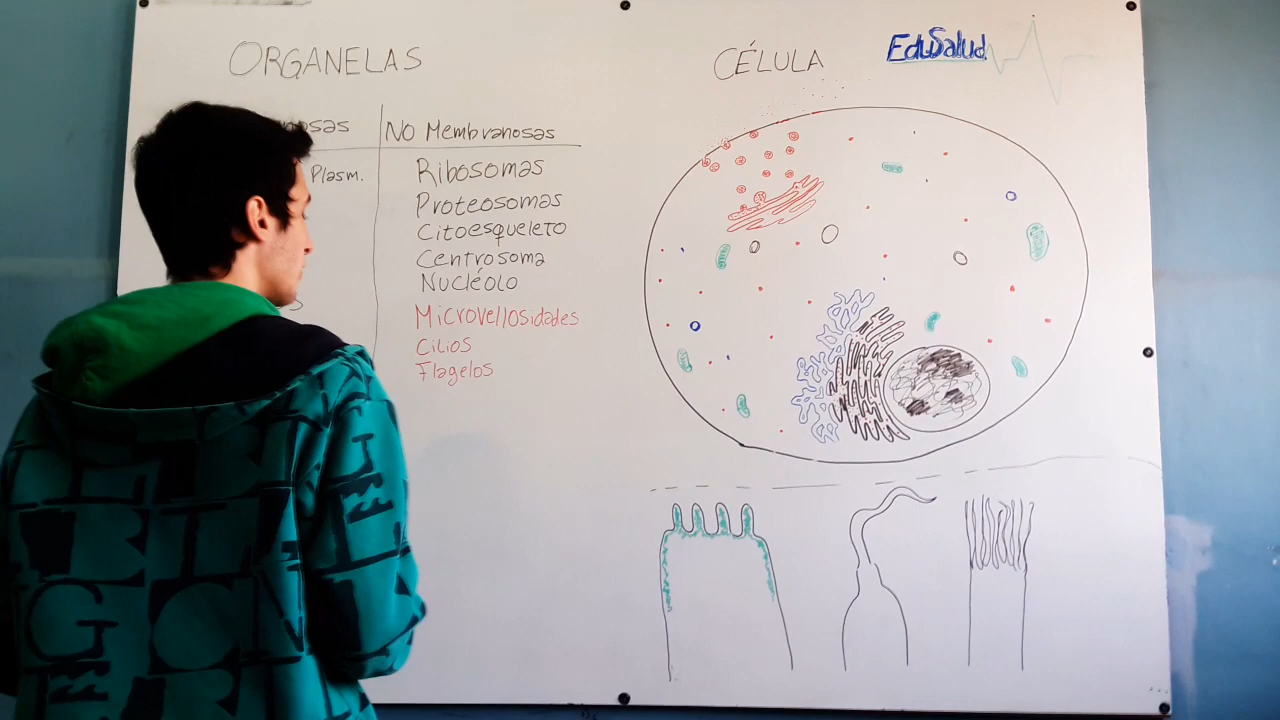 ORGANELAS
NO Membranosas
Plasm.
Ribosomas
Proteosomas
Citoesqueleto
Centrosoma
Nucléolo
Microvellosidades
Cilios
Flagelos
CÉLULA
EduSalud